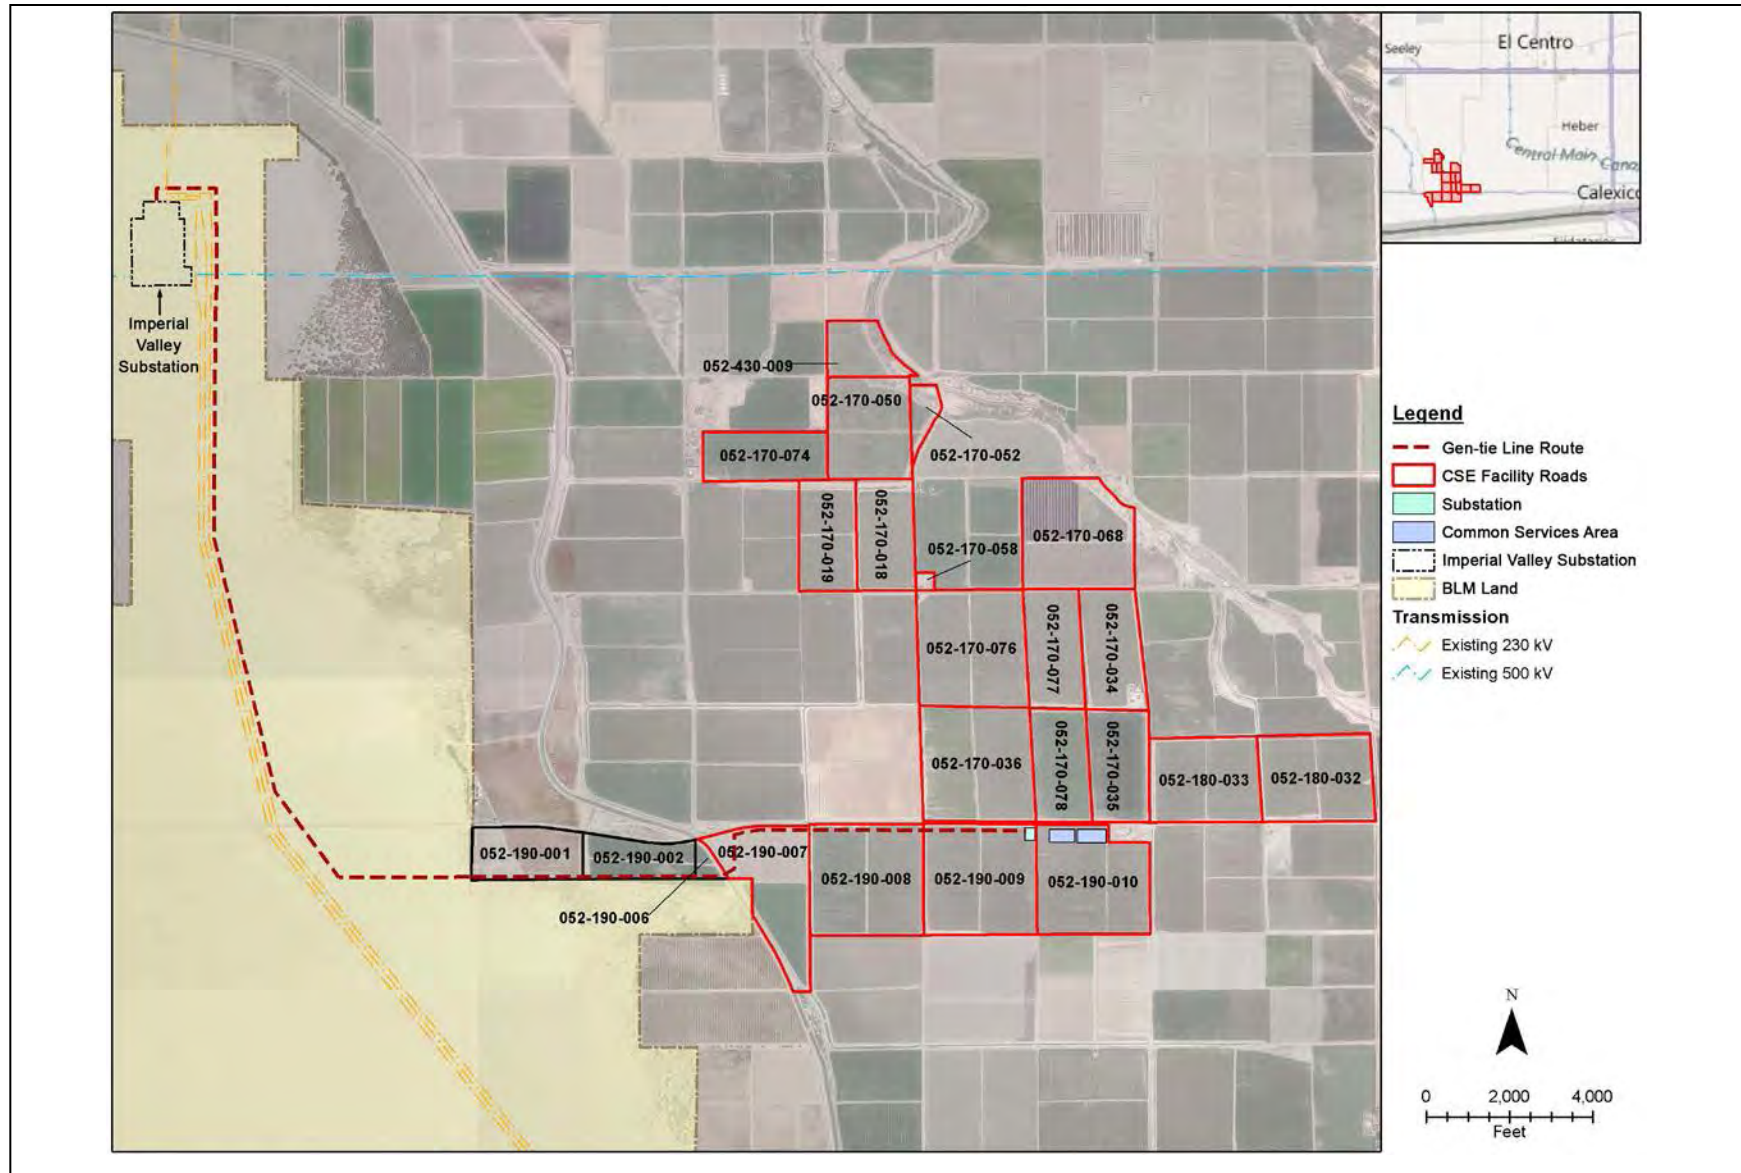 Seeley
El Centro
Heber
Central Main Cana
Calexico
Imperial
Valley
Substation
052-430-009
052-170-050
052-170-074
052-170-052
052-170-019
052-170-018
052-170-058
052-170-068
052-170-076
052-170-077
052-170-034
052-170-036
052-170-078
052-170-035
052-180-033
052-180-032
052-190-001
052-190-002
052-190-007
052-190-008
052-190-009
052-190-010
052-190-006
Legend
Gen-tie Line Route
CSE Facility Roads
Substation
Common Services Area
Imperial Valley Substation
BLM Land
Transmission
Existing 230 kV
Existing 500 kV
N
0 2,000 4,000
Feet